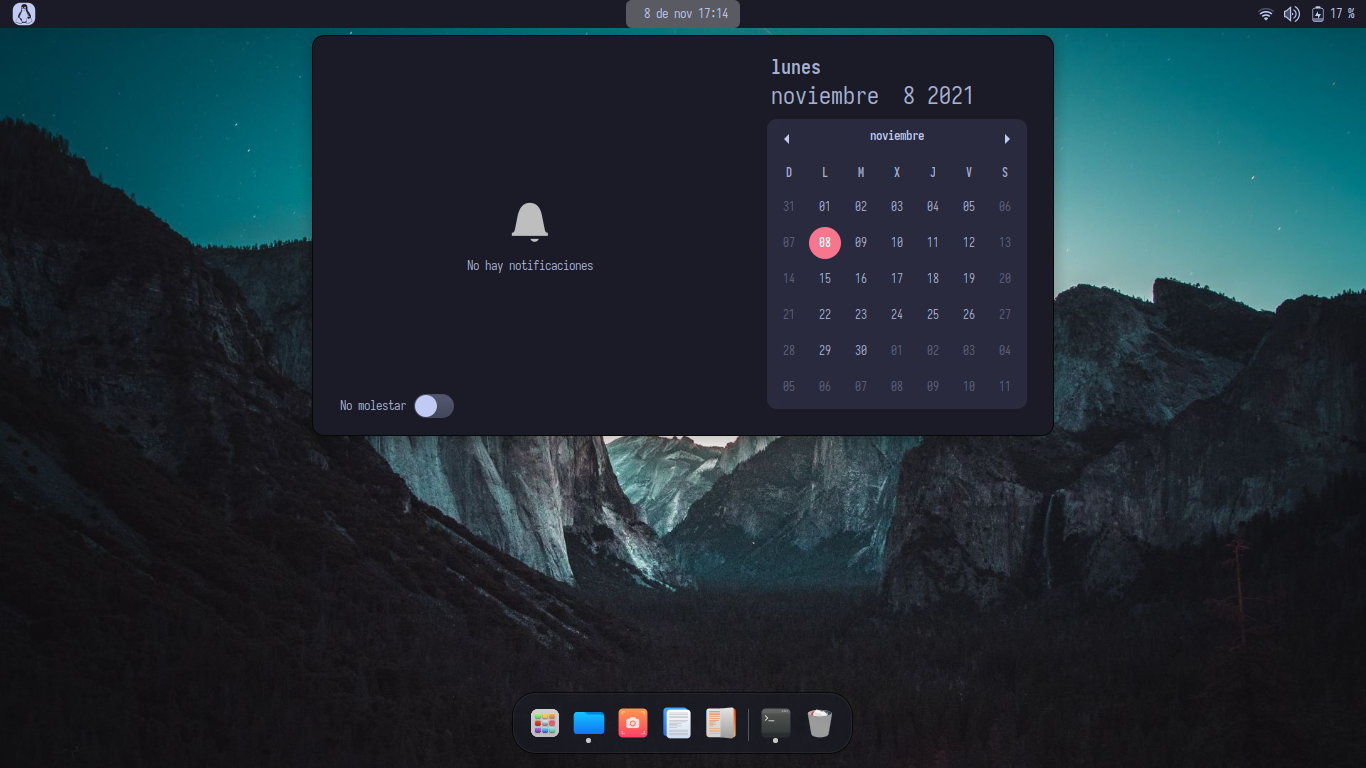 8 de nov 17:14
17 %
lunes
noviembre 8 2021
noviembre
D L M X J V S
31 01 02 03 04 05 06
07 08 09 10 11 12 13
14 15 16 17 18 19 20
21 22 23 24 25 26 27
28 29 30 01 02 03 04
05 06 07 08 09 10 11
No hay notificaciones
No molestar